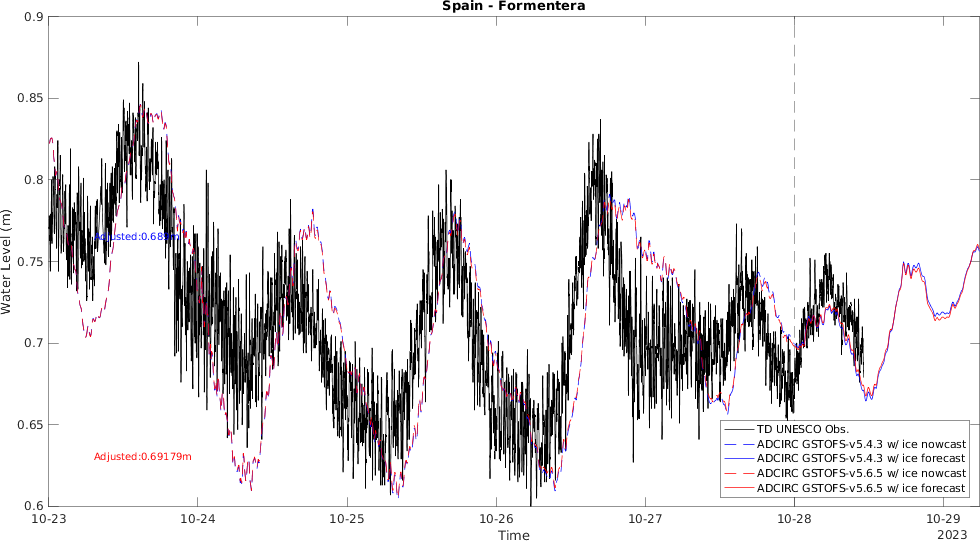 Spain - Formentera
0.9
0.85
0.8
0.75
0.7
0.65
0.6
Water Level (m)
Adjusted:0.689
Adjusted:0.69179m
TD UNESCO Obs.
ADCIRC GSTOFS-v5.4.3 w/ ice nowcast
ADCIRC GSTOFS-v5.4.3 w/ ice forecast
ADCIRC GSTOFS-v5.6.5 w/ ice nowcast
ADCIRC GSTOFS-v5.6.5 w/ ice forecast
10-23 10-24 10-25 10-26 10-27 10-28 10-29
Time
2023